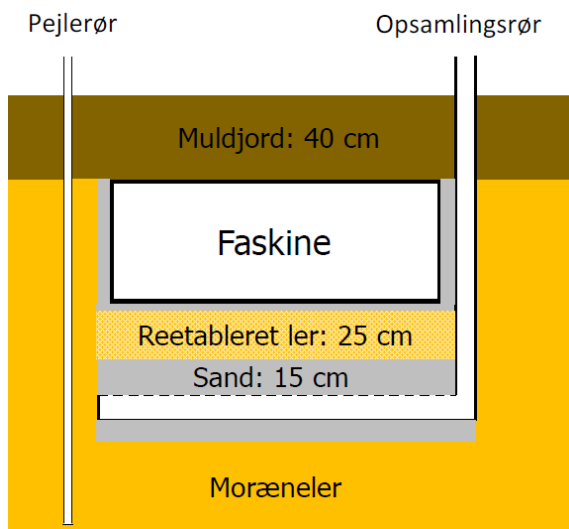 Pejlerør
Opsamlingsrør
Muldjord: 40 cm
Faskine
Reetableret ler: 25 cm
Sand: 15 cm
Moræneler